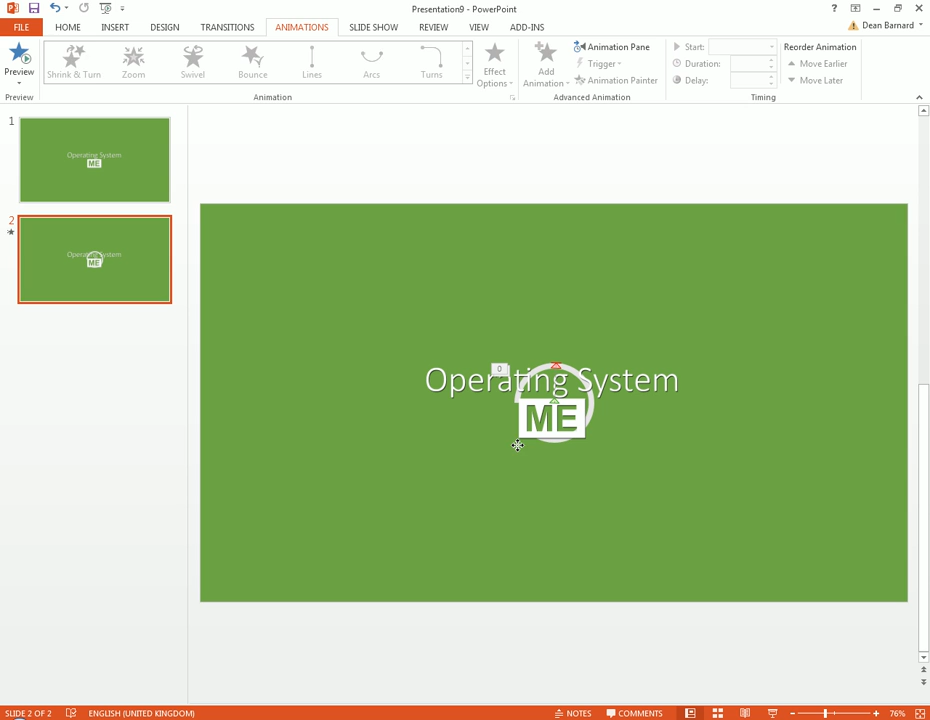 Presentation9 - PowerPoint
FILE HOME INSERT DESIGN TRANSITIONS ANIMATIONS SLIDE SHOW REVIEW VIEW ADD-INS
Dean Barnard
Preview
Shrink & Turn Zoom Swivel Bounce Lines Arcs Turns
Effect Options
Add Animation
Animation Pane
Trigger
Animation Painter
Start:
Duration:
Delay:
Reorder Animation
Move Earlier
Move Later
Preview Animation Advanced Animation Timing
1
Operating System
ME
2
Operating System
ME
0
Operating System
ME
SLIDE 2 OF 2 ENGLISH (UNITED KINGDOM) NOTES COMMENTS 76%